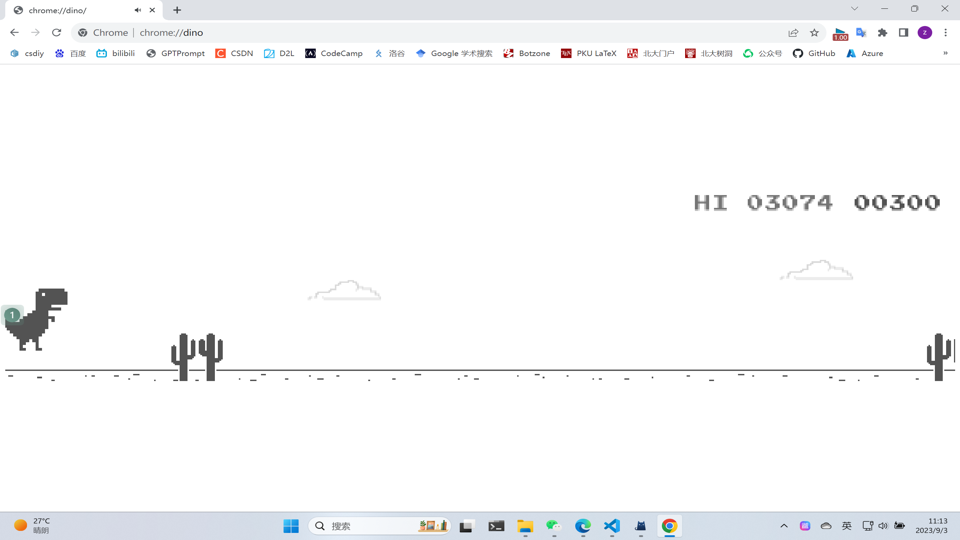 chrome://dino/
Chrome | chrome://dino
1.00
z
csdiy 百度 bilibili GPTPrompt CSDN D2L CodeCamp 洛谷 Google 学术搜索 Botzone PKU LaTeX 北大门户 北大树洞 公众号 GitHub Azure »
HI 03074 00300
1
27°C
晴朗
搜索
英
11:13
2023/9/3